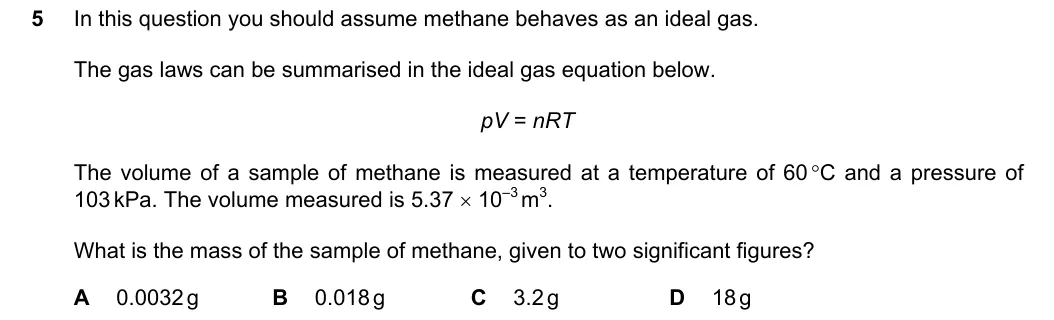 5 In this question you should assume methane behaves as an ideal gas.
The gas laws can be summarised in the ideal gas equation below.
pV = nRT
The volume of a sample of methane is measured at a temperature of 60 °C and a pressure of
103 kPa. The volume measured is 5.37 × 10⁻³ m³.
What is the mass of the sample of methane, given to two significant figures?
A 0.0032 g B 0.018 g C 3.2 g D 18 g